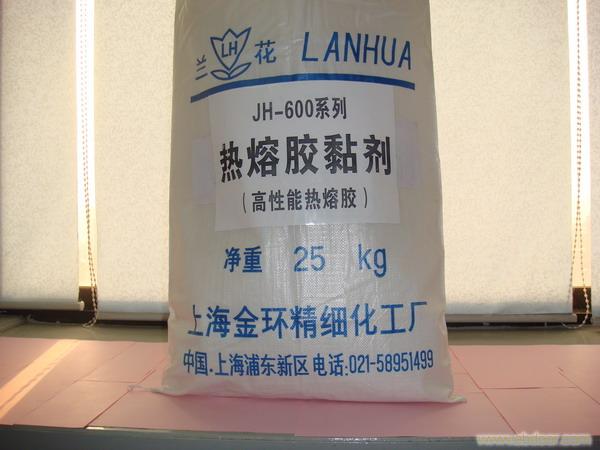 兰 LH 花 LANHUA
JH-600系列
热熔胶黏剂
(高性能热熔胶)
净重 25 kg
上海金环精细化工厂
中国.上海浦东新区电话:021-58951499